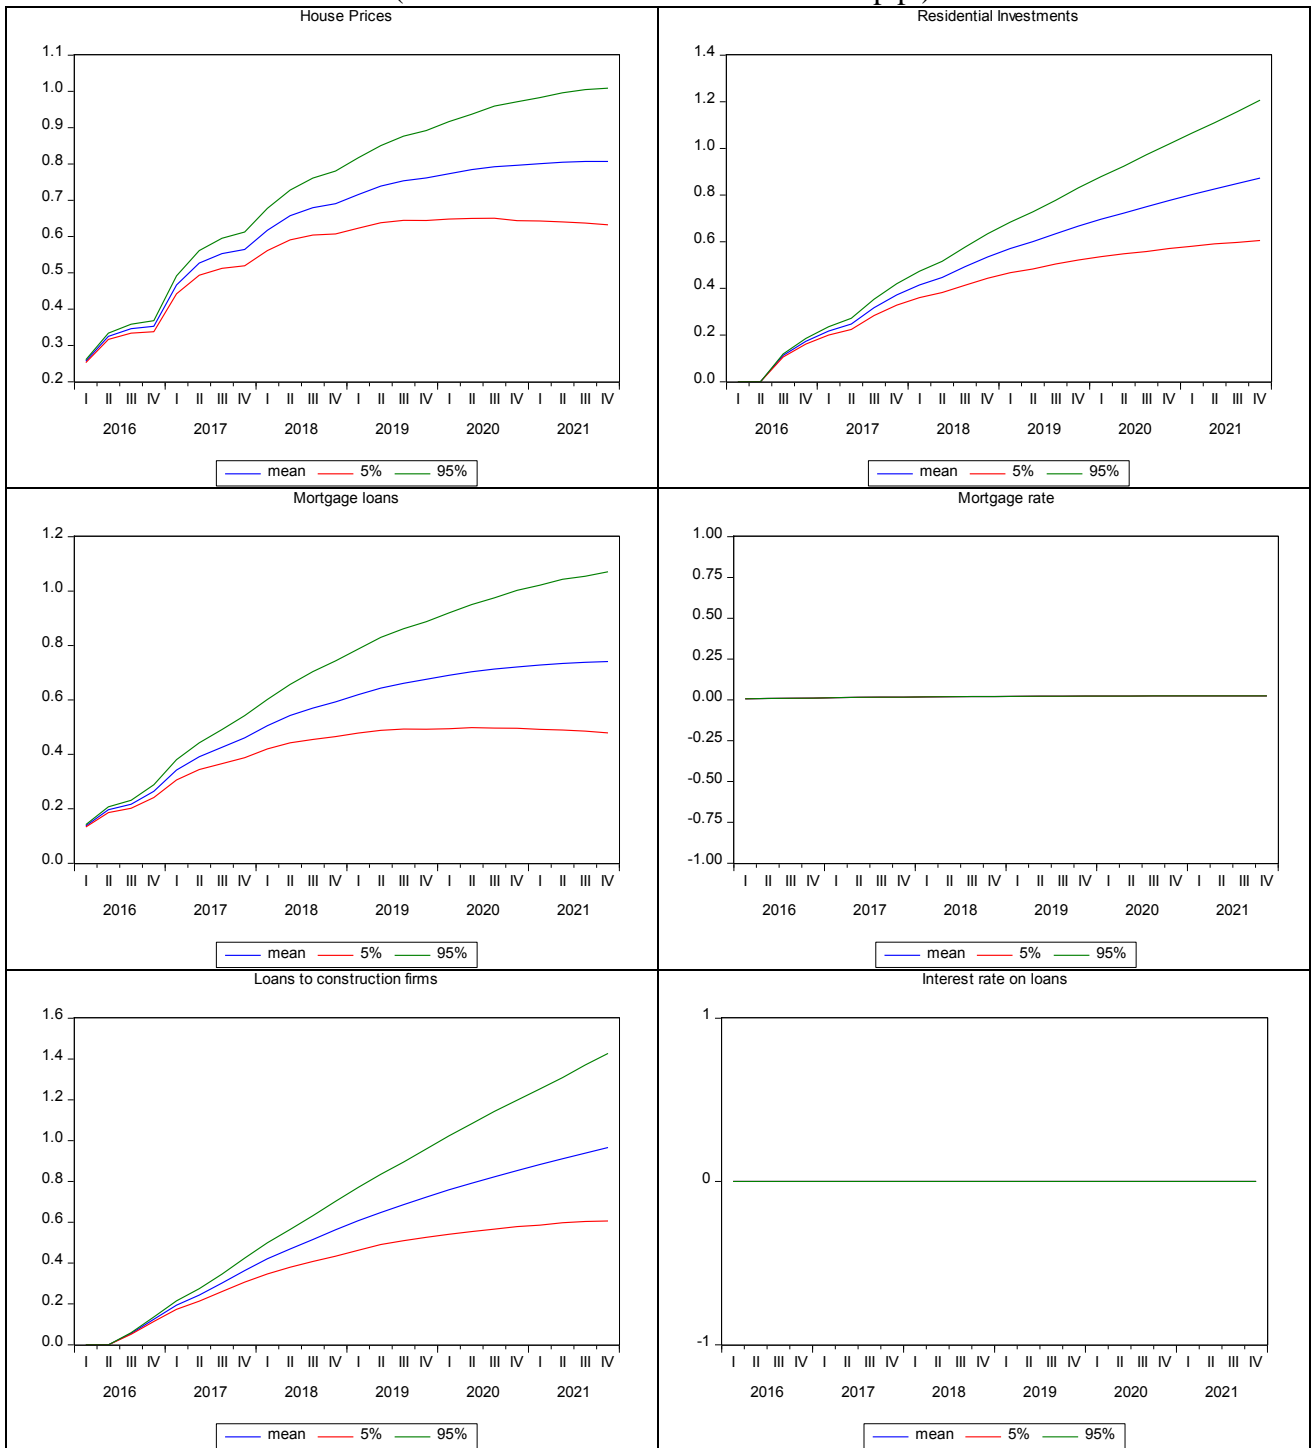 House Prices
1.1
1.0
0.9
0.8
0.7
0.6
0.5
0.4
0.3
0.2
I II III IV I II III IV I II III IV I II III IV I II III IV I II III IV
2016 2017 2018 2019 2020 2021
mean 5% 95%
Residential Investments
1.4
1.2
1.0
0.8
0.6
0.4
0.2
0.0
I II III IV I II III IV I II III IV I II III IV I II III IV I II III IV
2016 2017 2018 2019 2020 2021
mean 5% 95%
Mortgage loans
1.2
1.0
0.8
0.6
0.4
0.2
0.0
I II III IV I II III IV I II III IV I II III IV I II III IV I II III IV
2016 2017 2018 2019 2020 2021
mean 5% 95%
Mortgage rate
1.00
0.75
0.50
0.25
0.00
-0.25
-0.50
-0.75
-1.00
I II III IV I II III IV I II III IV I II III IV I II III IV I II III IV
2016 2017 2018 2019 2020 2021
mean 5% 95%
Loans to construction firms
1.6
1.4
1.2
1.0
0.8
0.6
0.4
0.2
0.0
I II III IV I II III IV I II III IV I II III IV I II III IV I II III IV
2016 2017 2018 2019 2020 2021
mean 5% 95%
Interest rate on loans
1
0
-1
I II III IV I II III IV I II III IV I II III IV I II III IV I II III IV
2016 2017 2018 2019 2020 2021
mean 5% 95%